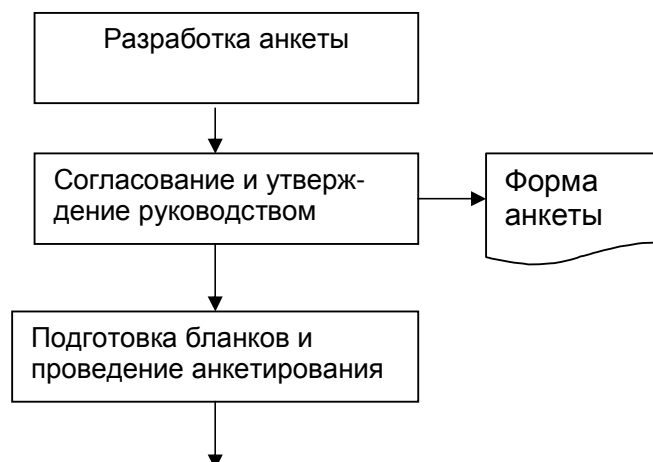 Разработка анкеты
Согласование и утверж-
дение руководством
Форма
анкеты
Подготовка бланков и
проведение анкетирования